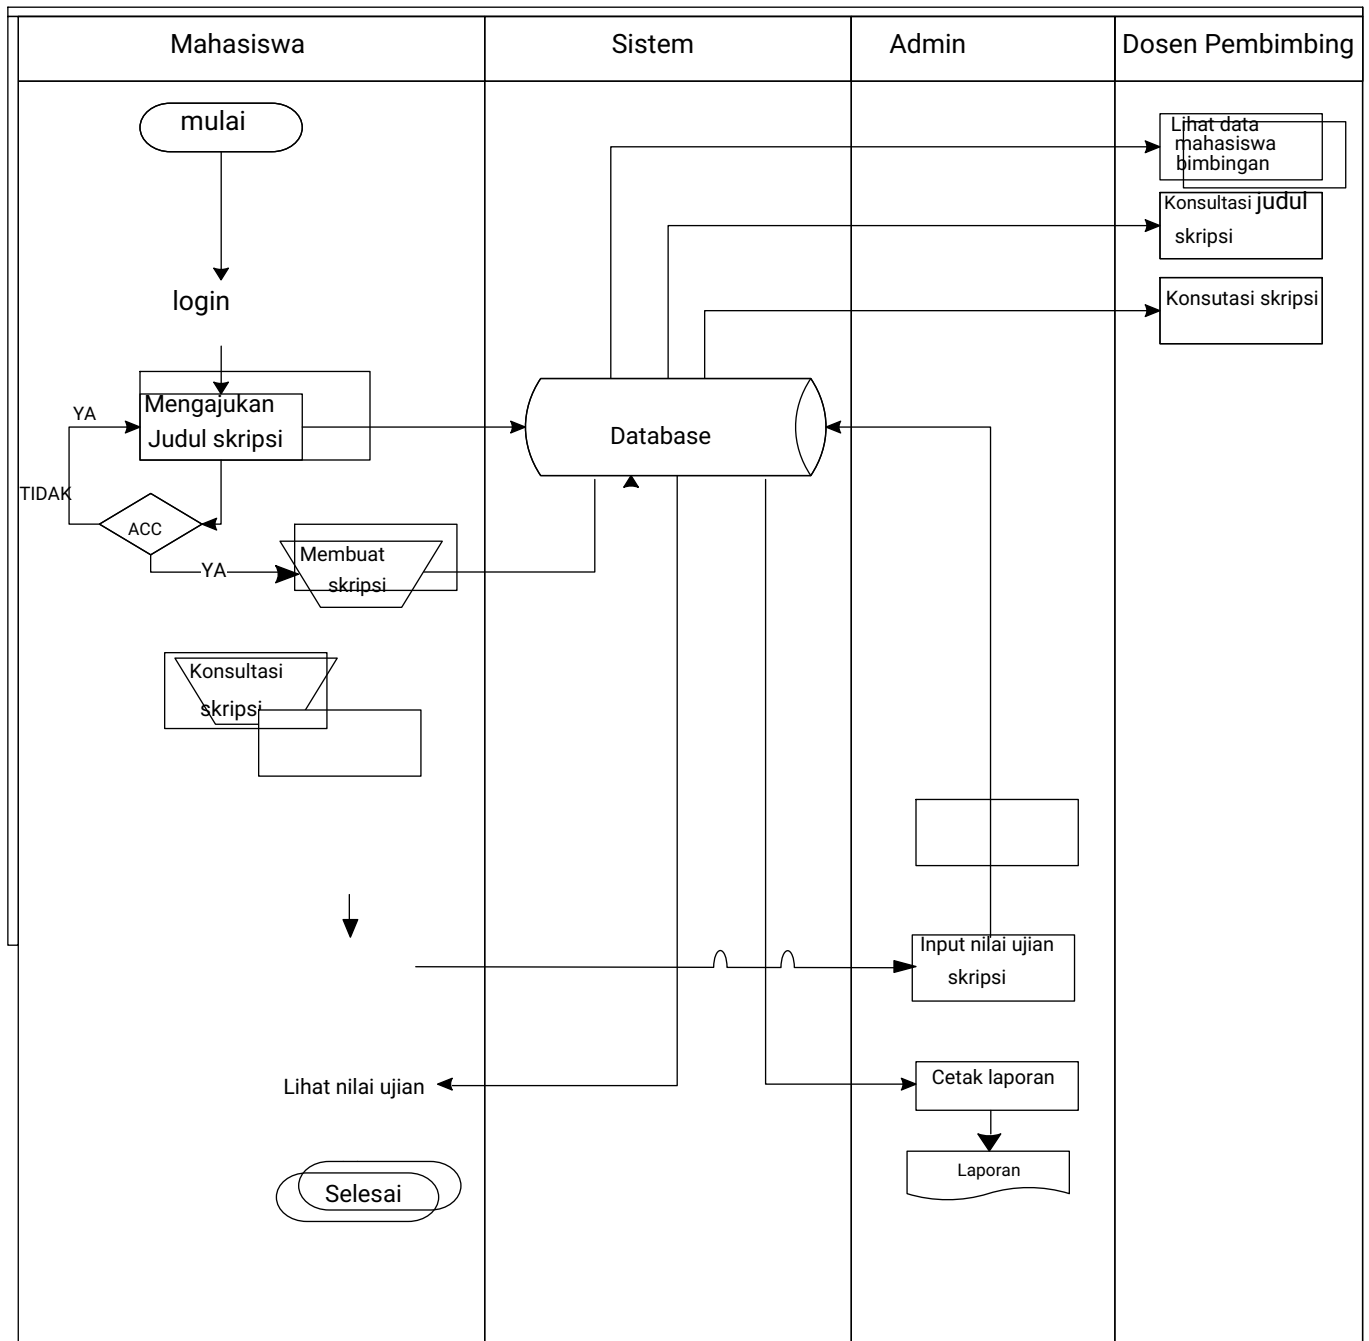 Mahasiswa
Sistem
Admin
Dosen Pembimbing
mulai
Lihat data
mahasiswa
bimbingan
Konsultasi judul
skripsi
login
Konsutasi skripsi
YA
Mengajukan
Judul skripsi
Database
TIDAK
ACC
YA
Membuat
skripsi
Konsultasi
skripsi
Input nilai ujian
skripsi
Lihat nilai ujian
Cetak laporan
Laporan
Selesai